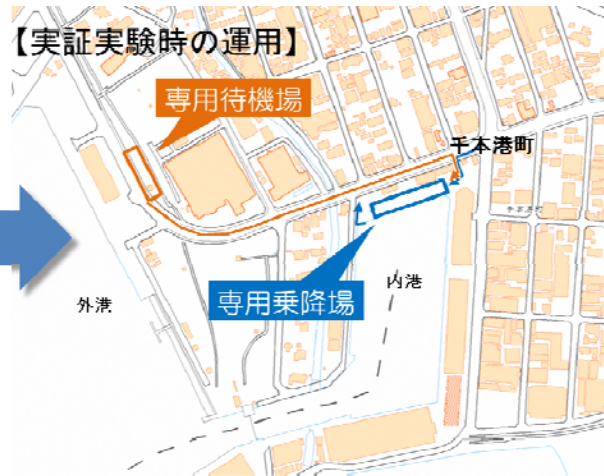 【実証実験時の運用】
専用待機場
千本港町
専用乗降場
内港
外港